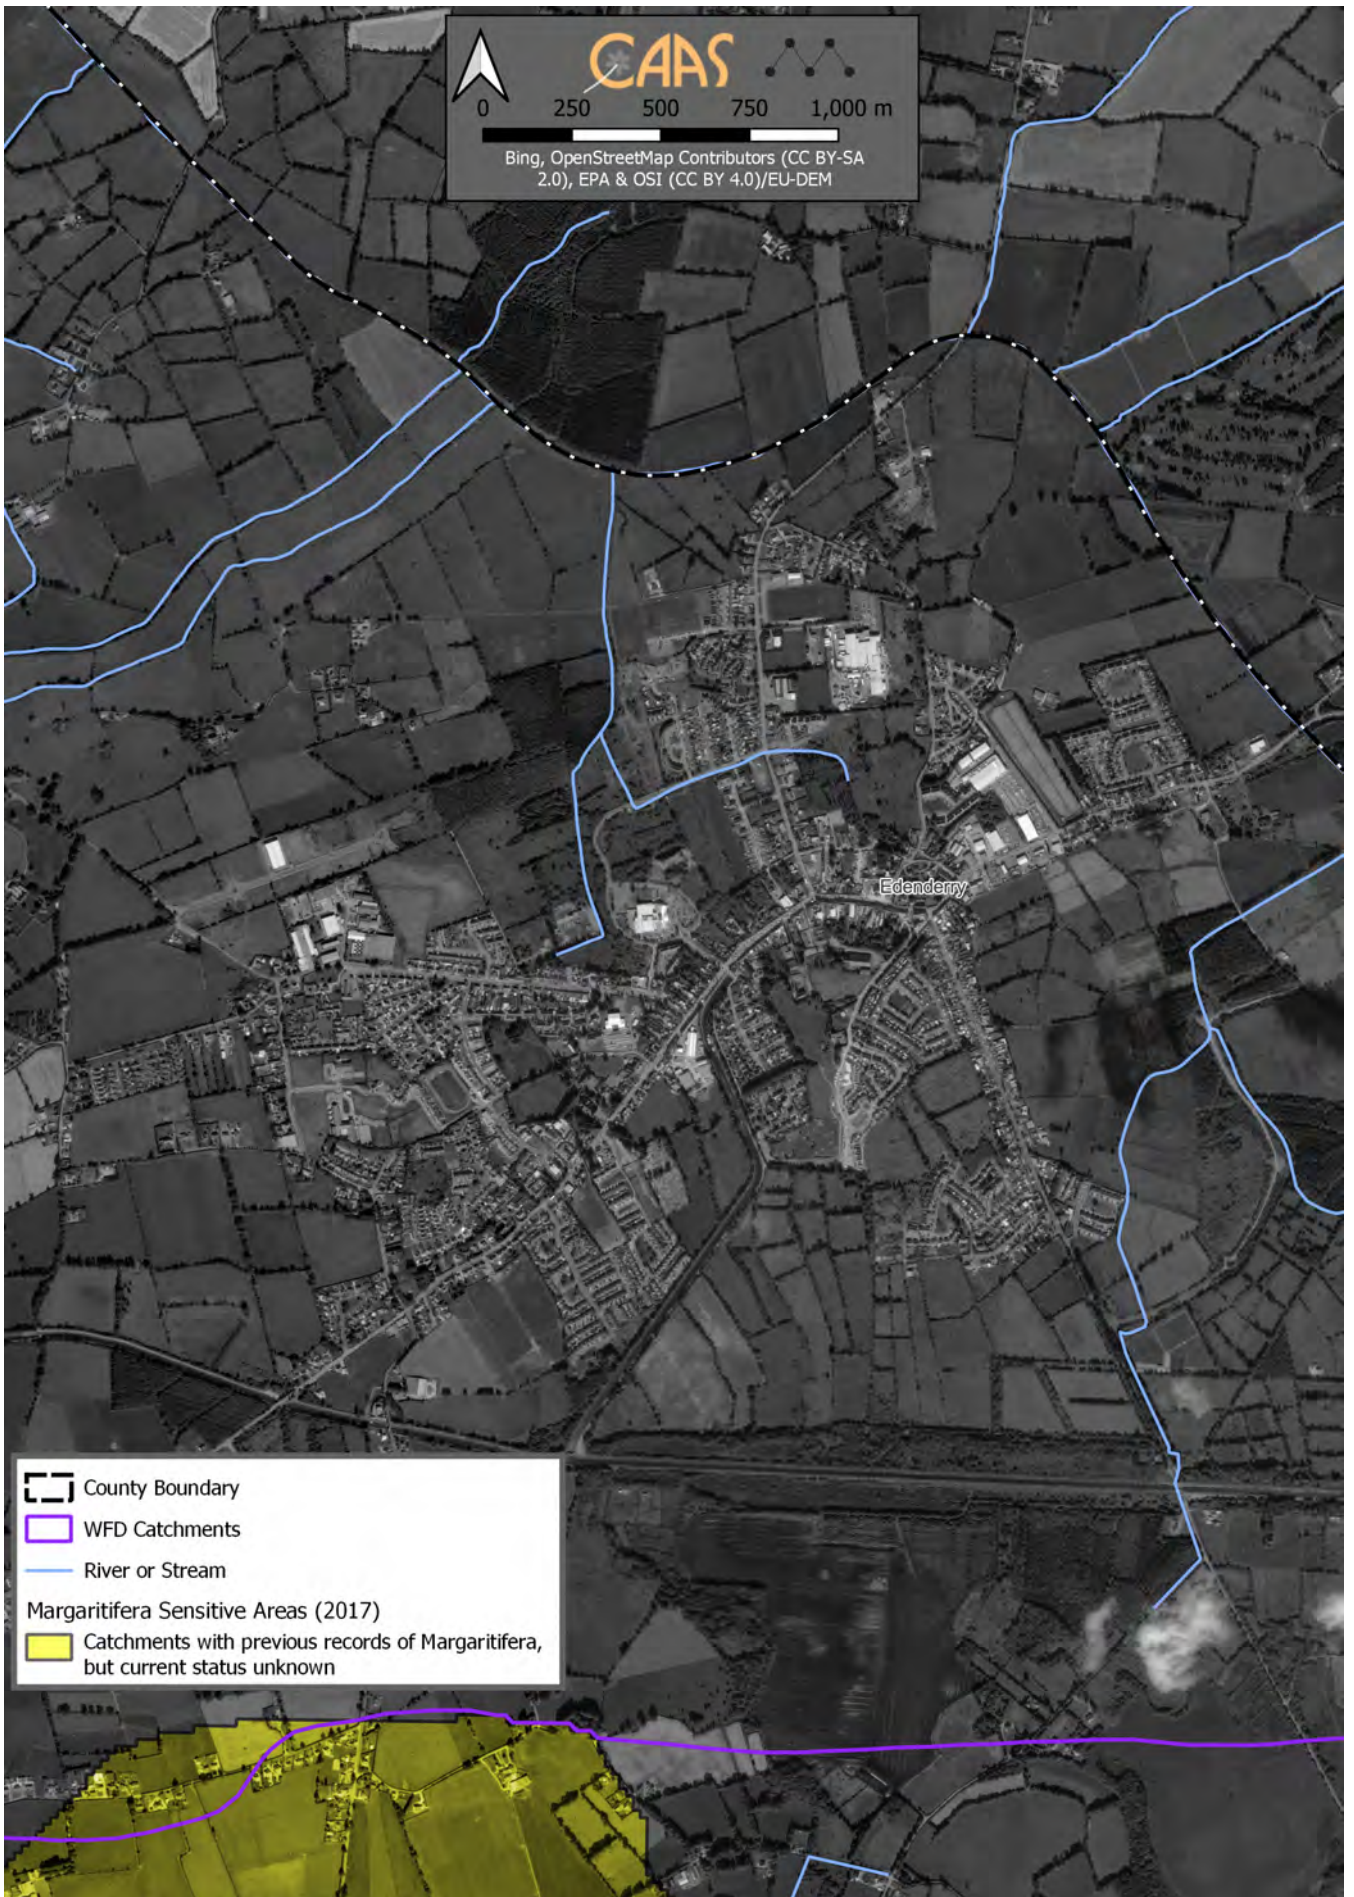 CAAS
0 250 500 750 1,000 m
Bing, OpenStreetMap Contributors (CC BY-SA
2.0), EPA & OSI (CC BY 4.0)/EU-DEM
Edenderry
County Boundary
WFD Catchments
River or Stream
Margaritifera Sensitive Areas (2017)
Catchments with previous records of Margaritifera,
but current status unknown